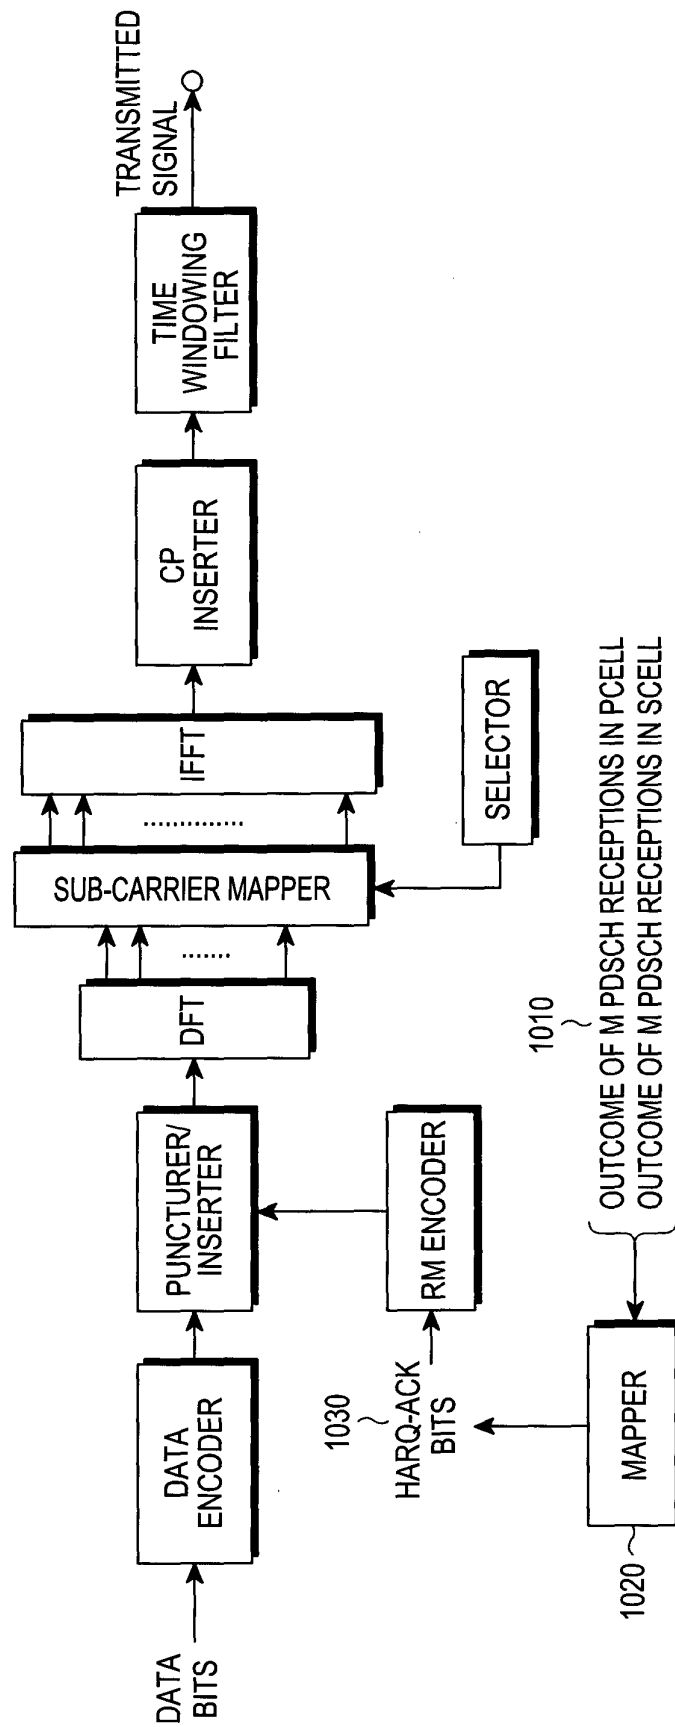 DATA
BITS
DATA
ENCODER
PUNCTURER/
INSERTER
DFT
SUB-CARRIER MAPPER
IFFT
CP
INSERTER
TIME
WINDOWING
FILTER
TRANSMITTED
SIGNAL
1030
HARQ-ACK
BITS
RM ENCODER
SELECTOR
1020
MAPPER
1010
OUTCOME OF M PDSCH RECEPTIONS IN PCELL
OUTCOME OF M PDSCH RECEPTIONS IN SCELL